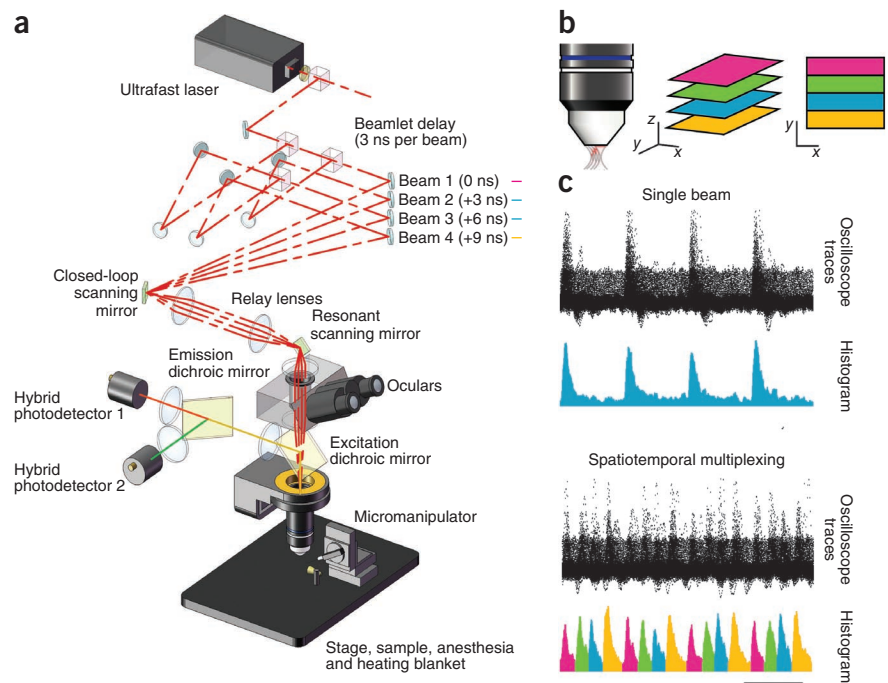 a
Ultrafast laser
Beamlet delay
(3 ns per beam)
Beam 1 (0 ns)
Beam 2 (+3 ns)
Beam 3 (+6 ns)
Beam 4 (+9 ns)
Closed-loop
scanning
mirror
Relay lenses
Resonant
scanning mirror
Emission
dichroic mirror
Oculars
Hybrid
photodetector 1
Excitation
dichroic mirror
Hybrid
photodetector 2
Micromanipulator
Stage, sample, anesthesia
and heating blanket
b
z
y
x
y
x
c
Single beam
Oscilloscope
traces
Histogram
Spatiotemporal multiplexing
Oscilloscope
traces
Histogram